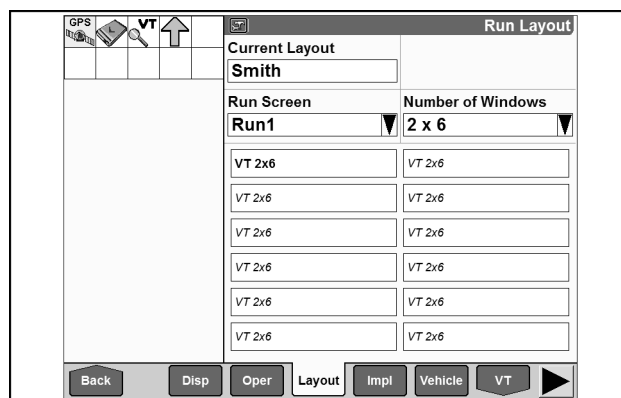 GPS VT Run Layout
Current Layout
Smith
Run Screen Number of Windows
Run1 2 x 6
VT 2x6 VT 2x6
VT 2x6 VT 2x6
VT 2x6 VT 2x6
VT 2x6 VT 2x6
VT 2x6 VT 2x6
VT 2x6 VT 2x6
Back Disp Oper Layout Impl Vehicle VT